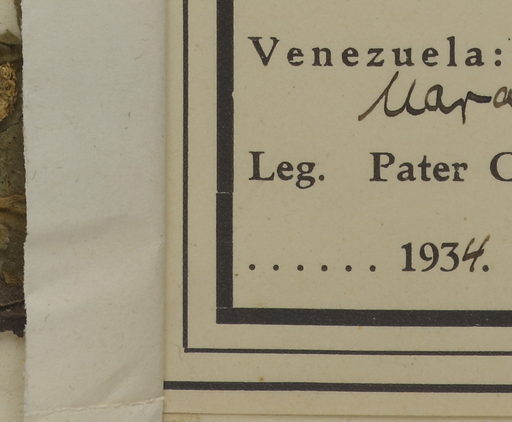 Venezuela:
Leg. Pater
...... 1934.